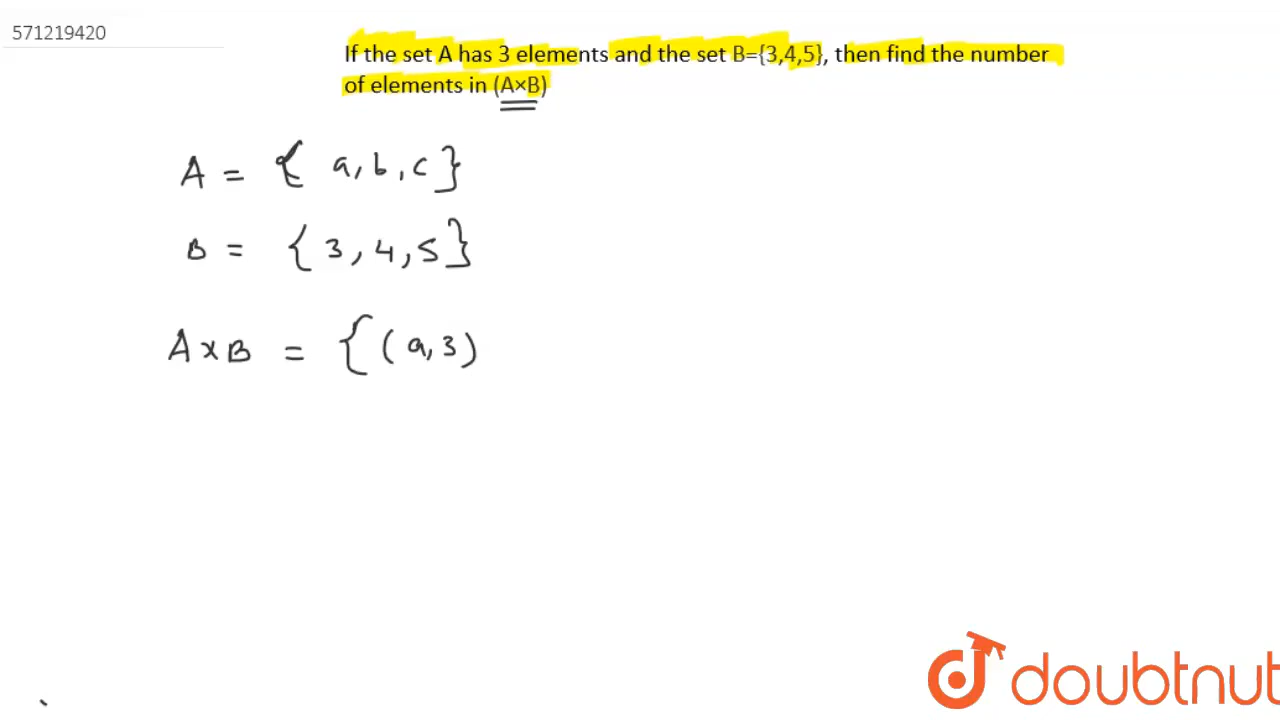 571219420
If the set A has 3 elements and the set B={3,4,5}, then find the number
of elements in (A×B)
A = { a, b, c }
B = { 3, 4, 5 }
A × B = { (a, 3)
doubtnut